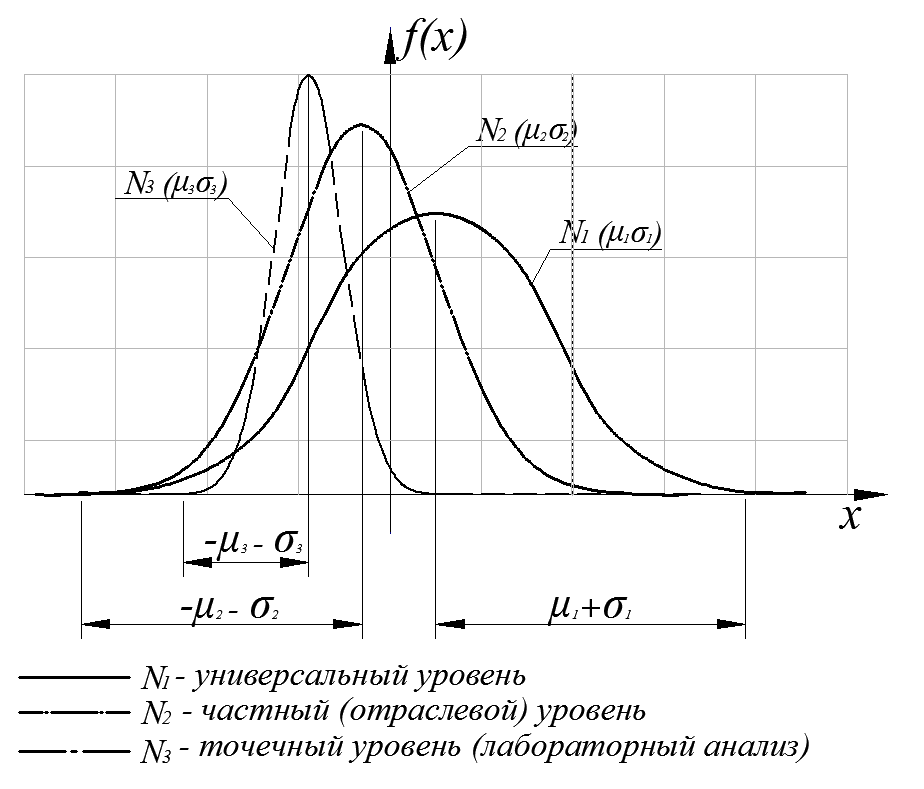 f(x)
N₂ (μ₂σ₂)
N₃ (μ₃σ₃)
N₁ (μ₁σ₁)
x
-μ₃ - σ₃
-μ₂ - σ₂
μ₁+σ₁
N₁ - универсальный уровень
N₂ - частный (отраслевой) уровень
N₃ - точечный уровень (лабораторный анализ)